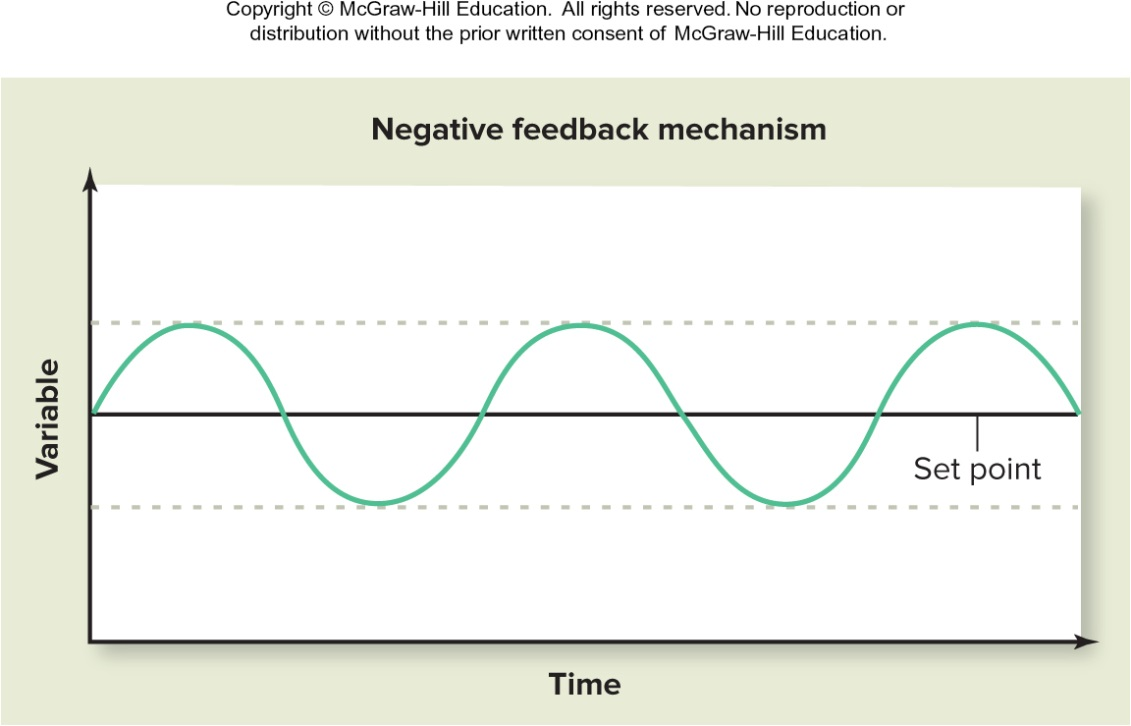 Copyright © McGraw-Hill Education. All rights reserved. No reproduction or
distribution without the prior written consent of McGraw-Hill Education.
Negative feedback mechanism
Variable
Set point
Time